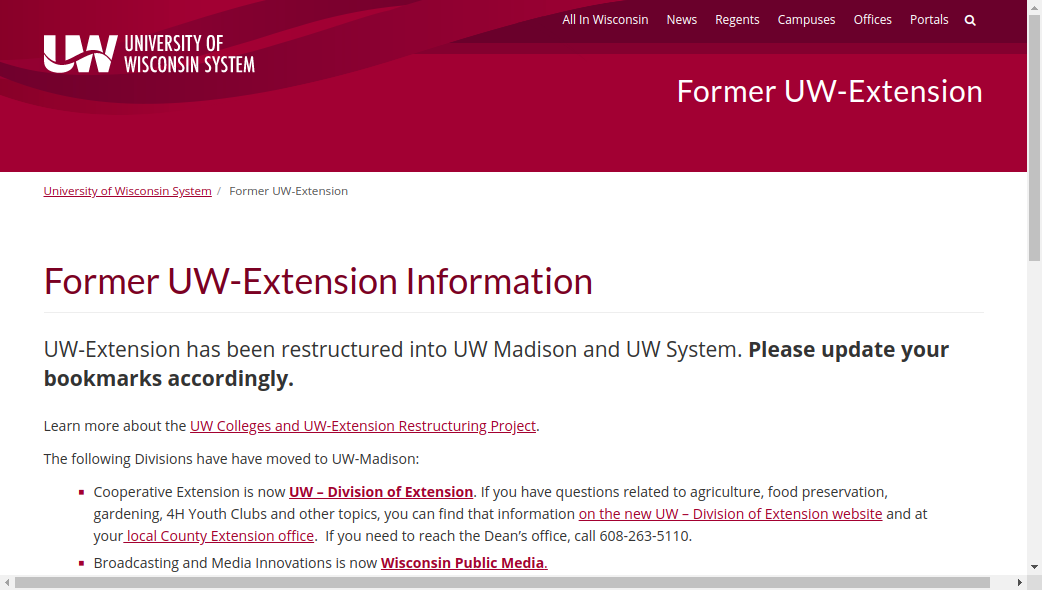 All In Wisconsin News Regents Campuses Offices Portals
UW UNIVERSITY OF
WISCONSIN SYSTEM
Former UW-Extension
University of Wisconsin System / Former UW-Extension
Former UW-Extension Information
UW-Extension has been restructured into UW Madison and UW System. Please update your
bookmarks accordingly.
Learn more about the UW Colleges and UW-Extension Restructuring Project.
The following Divisions have have moved to UW-Madison:
Cooperative Extension is now UW – Division of Extension. If you have questions related to agriculture, food preservation,
gardening, 4H Youth Clubs and other topics, you can find that information on the new UW – Division of Extension website and at
your local County Extension office. If you need to reach the Dean's office, call 608-263-5110.
Broadcasting and Media Innovations is now Wisconsin Public Media.